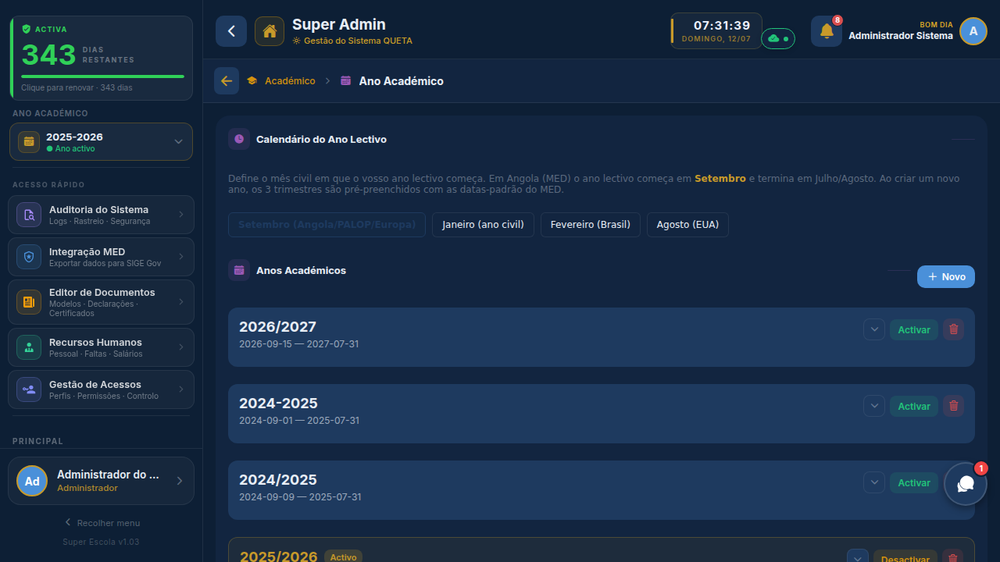 ACTIVA
343
DIAS
RESTANTES
Clique para renovar · 343 dias
ANO ACADÉMICO
2025-2026
Ano activo
ACESSO RÁPIDO
Auditoria do Sistema
Logs · Rastreio · Segurança
Integração MED
Exportar dados para SIGE Gov
Editor de Documentos
Modelos · Declarações ·
Certificados
Recursos Humanos
Pessoal · Faltas · Salários
Gestão de Acessos
Perfis · Permissões · Controlo
PRINCIPAL
Ad
Administrador do ...
Administrador
Recolher menu
Super Escola v1.03
Super Admin
Gestão do Sistema QUETA
07:31:39
DOMINGO, 12/07
8
BOM DIA
Administrador Sistema
A
Académico
Ano Académico
Calendário do Ano Lectivo
Define o mês civil em que o vosso ano lectivo começa. Em Angola (MED) o ano lectivo começa em Setembro e termina em Julho/Agosto. Ao criar um novo
ano, os 3 trimestres são pré-preenchidos com as datas-padrão do MED.
Setembro (Angola/PALOP/Europa)
Janeiro (ano civil)
Fevereiro (Brasil)
Agosto (EUA)
Anos Académicos
+ Novo
2026/2027
2026-09-15 — 2027-07-31
Activar
2024-2025
2024-09-01 — 2025-07-31
Activar
2024/2025
2024-09-09 — 2025-07-31
Activar
1
2025/2026
Activo
Desactivar